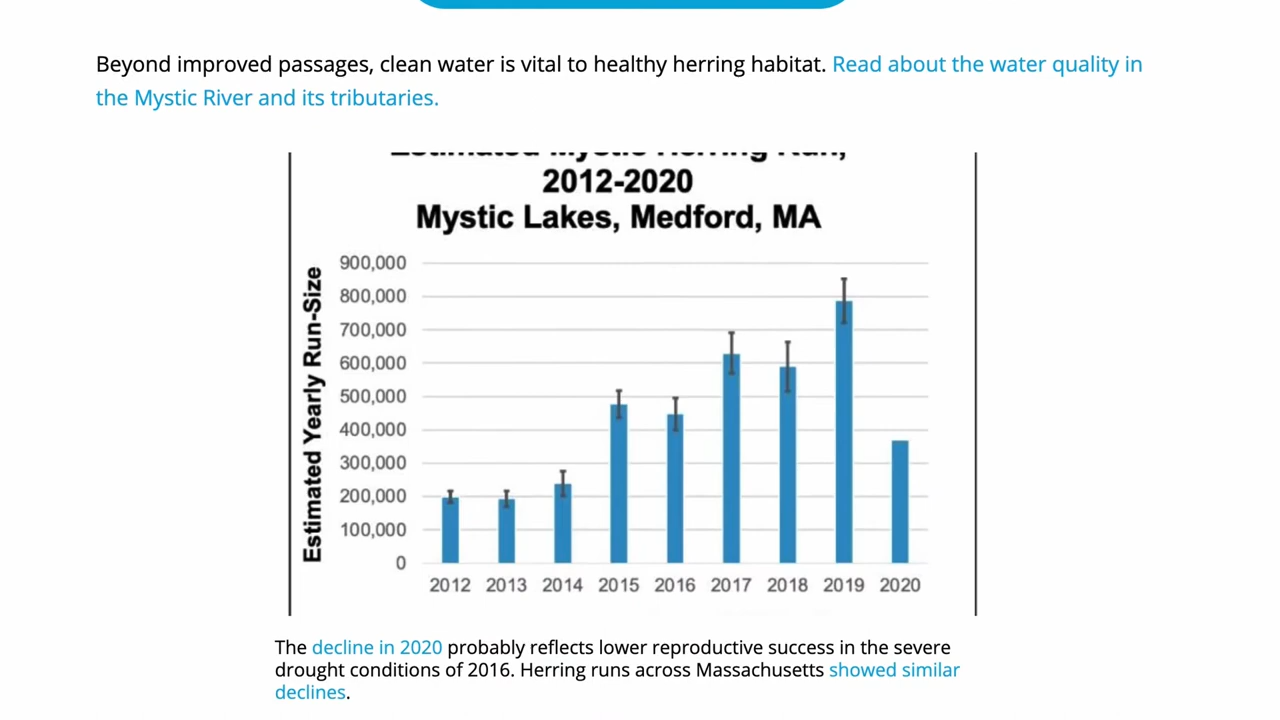 Beyond improved passages, clean water is vital to healthy herring habitat. Read about the water quality in
the Mystic River and its tributaries.
Estimated Mystic Herring Run,
2012-2020
Mystic Lakes, Medford, MA
Estimated Yearly Run-Size
900,000
800,000
700,000
600,000
500,000
400,000
300,000
200,000
100,000
0
2012 2013 2014 2015 2016 2017 2018 2019 2020
The decline in 2020 probably reflects lower reproductive success in the severe
drought conditions of 2016. Herring runs across Massachusetts showed similar
declines.